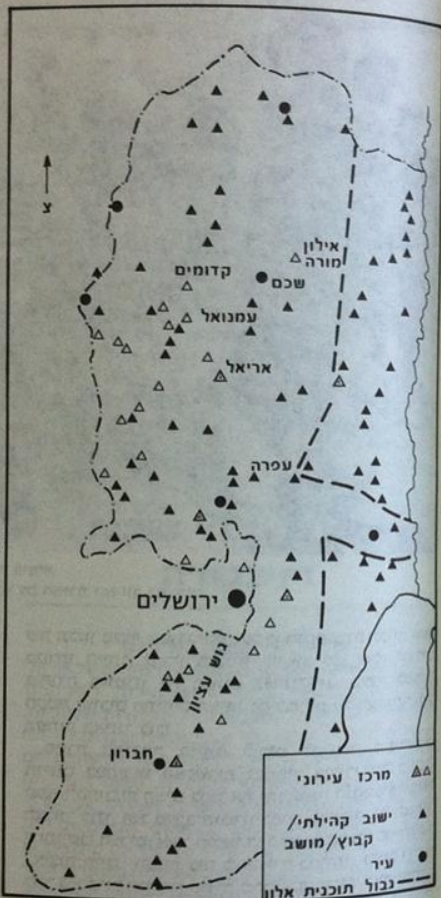 צ
אילון
מורה
קדומים
שכם
עמנואל
אריאל
עפרה
ירושלים
גוש עציון
חברון
מרכז עירוני
ישוב קהילתי/
קבוץ/מושב
עיר
גבול תוכנית אלון